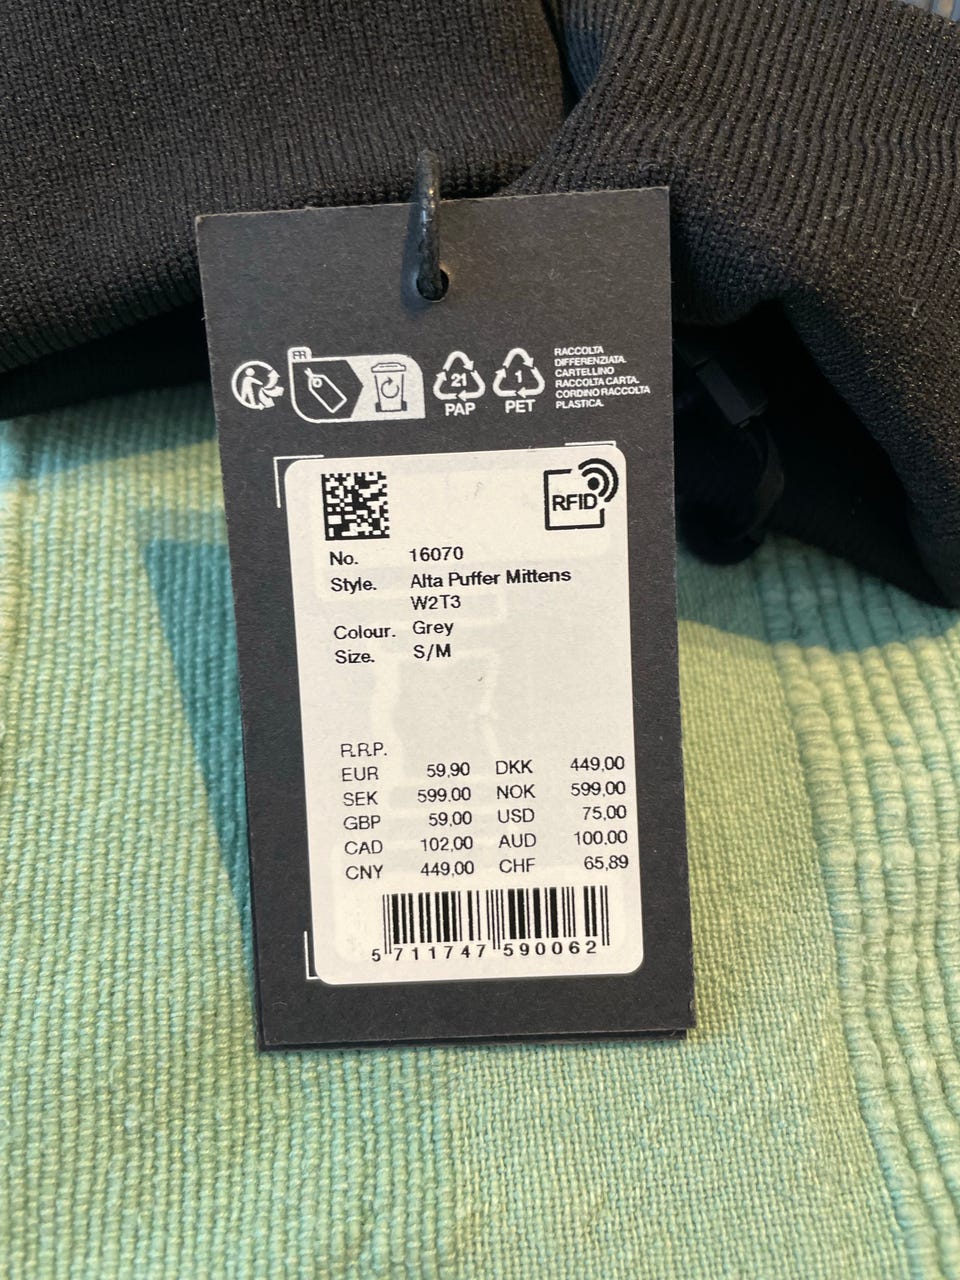 FR
21
PAP
1
PET
RACCOLTA
DIFFERENZIATA.
CARTELLINO
RACCOLTA CARTA.
CORDINO RACCOLTA
PLASTICA.
RFID
No. 16070
Style. Alta Puffer Mittens
W2T3
Colour. Grey
Size. S/M
R.R.P.
EUR 59,90 DKK 449,00
SEK 599,00 NOK 599,00
GBP 59,00 USD 75,00
CAD 102,00 AUD 100,00
CNY 449,00 CHF 65,89
5 711747 590062